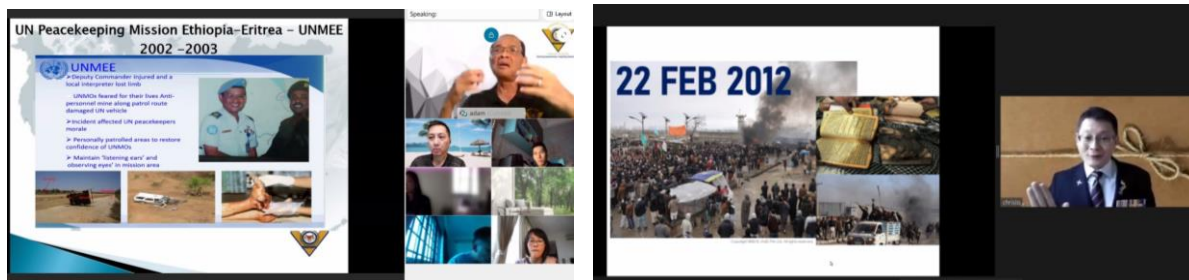 UN Peacekeeping Mission Ethiopia-Eritrea - UNMEE
2002 -2003
UNMEE
➤Deputy Commander injured and a
local interpreter lost limb
UNMOs feared for their lives Anti-
personnel mine along patrol route
damaged UN vehicle
➤Incident affected UN peacekeepers
morale
➤ Personally patrolled areas to restore
confidence of UNMOs
➤ Maintain 'listening ears' and
observing eyes' in mission area
Speaking:
Layout
adam
22 FEB 2012